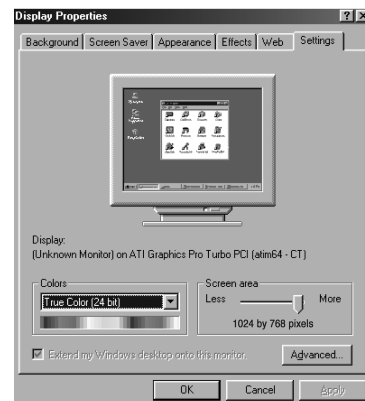 Display Properties
Background Screen Saver Appearance Effects Web Settings
Display:
(Unknown Monitor) on ATI Graphics Pro Turbo PCI (atim64 - CT)
Colors
True Color (24 bit)
Screen area
Less More
1024 by 768 pixels
Extend my Windows desktop onto this monitor.
Advanced...
OK Cancel Apply